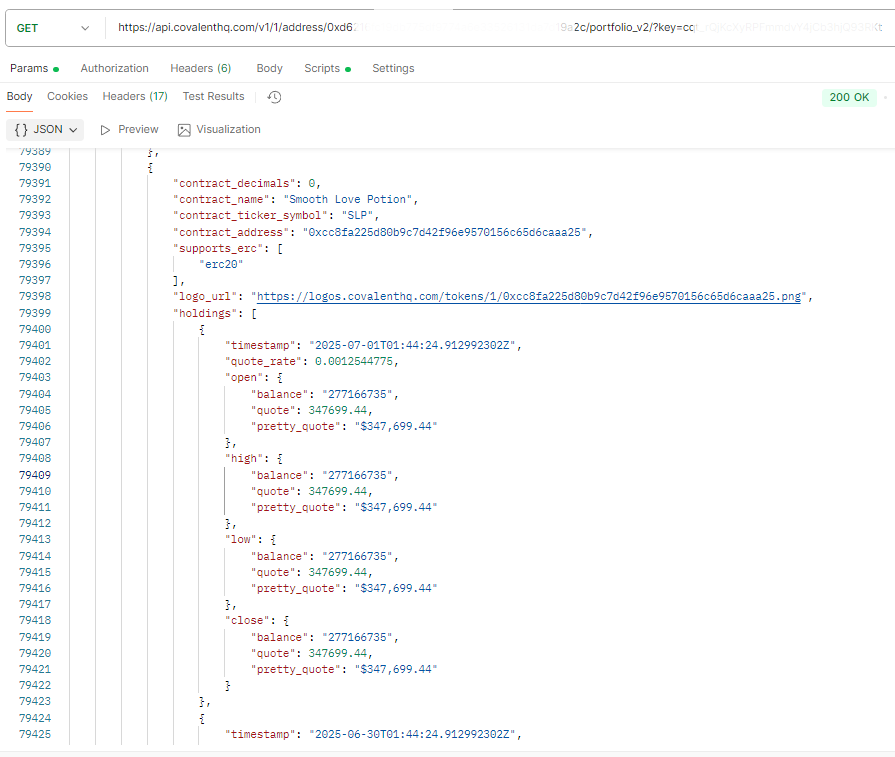 GET https://api.covalenthq.com/v1/1/address/0xd62 f9a2c/portfolio_v2/?key=cq
Params Authorization Headers (6) Body Scripts Settings
Body Cookies Headers (17) Test Results 200 OK
{} JSON Preview Visualization
79389 },
79390 {
79391 "contract_decimals": 0,
79392 "contract_name": "Smooth Love Potion",
79393 "contract_ticker_symbol": "SLP",
79394 "contract_address": "0xcc8fa225d80b9c7d42f96e9570156c65d6caaa25",
79395 "supports_erc": [
79396 "erc20"
79397 ],
79398 "logo_url": "https://logos.covalenthq.com/tokens/1/0xcc8fa225d80b9c7d42f96e9570156c65d6caaa25.png",
79399 "holdings": [
79400 {
79401 "timestamp": "2025-07-01T01:44:24.912992302Z",
79402 "quote_rate": 0.0012544775,
79403 "open": {
79404 "balance": "277166735",
79405 "quote": 347699.44,
79406 "pretty_quote": "$347,699.44"
79407 },
79408 "high": {
79409 "balance": "277166735",
79410 "quote": 347699.44,
79411 "pretty_quote": "$347,699.44"
79412 },
79413 "low": {
79414 "balance": "277166735",
79415 "quote": 347699.44,
79416 "pretty_quote": "$347,699.44"
79417 },
79418 "close": {
79419 "balance": "277166735",
79420 "quote": 347699.44,
79421 "pretty_quote": "$347,699.44"
79422 }
79423 },
79424 {
79425 "timestamp": "2025-06-30T01:44:24.912992302Z",